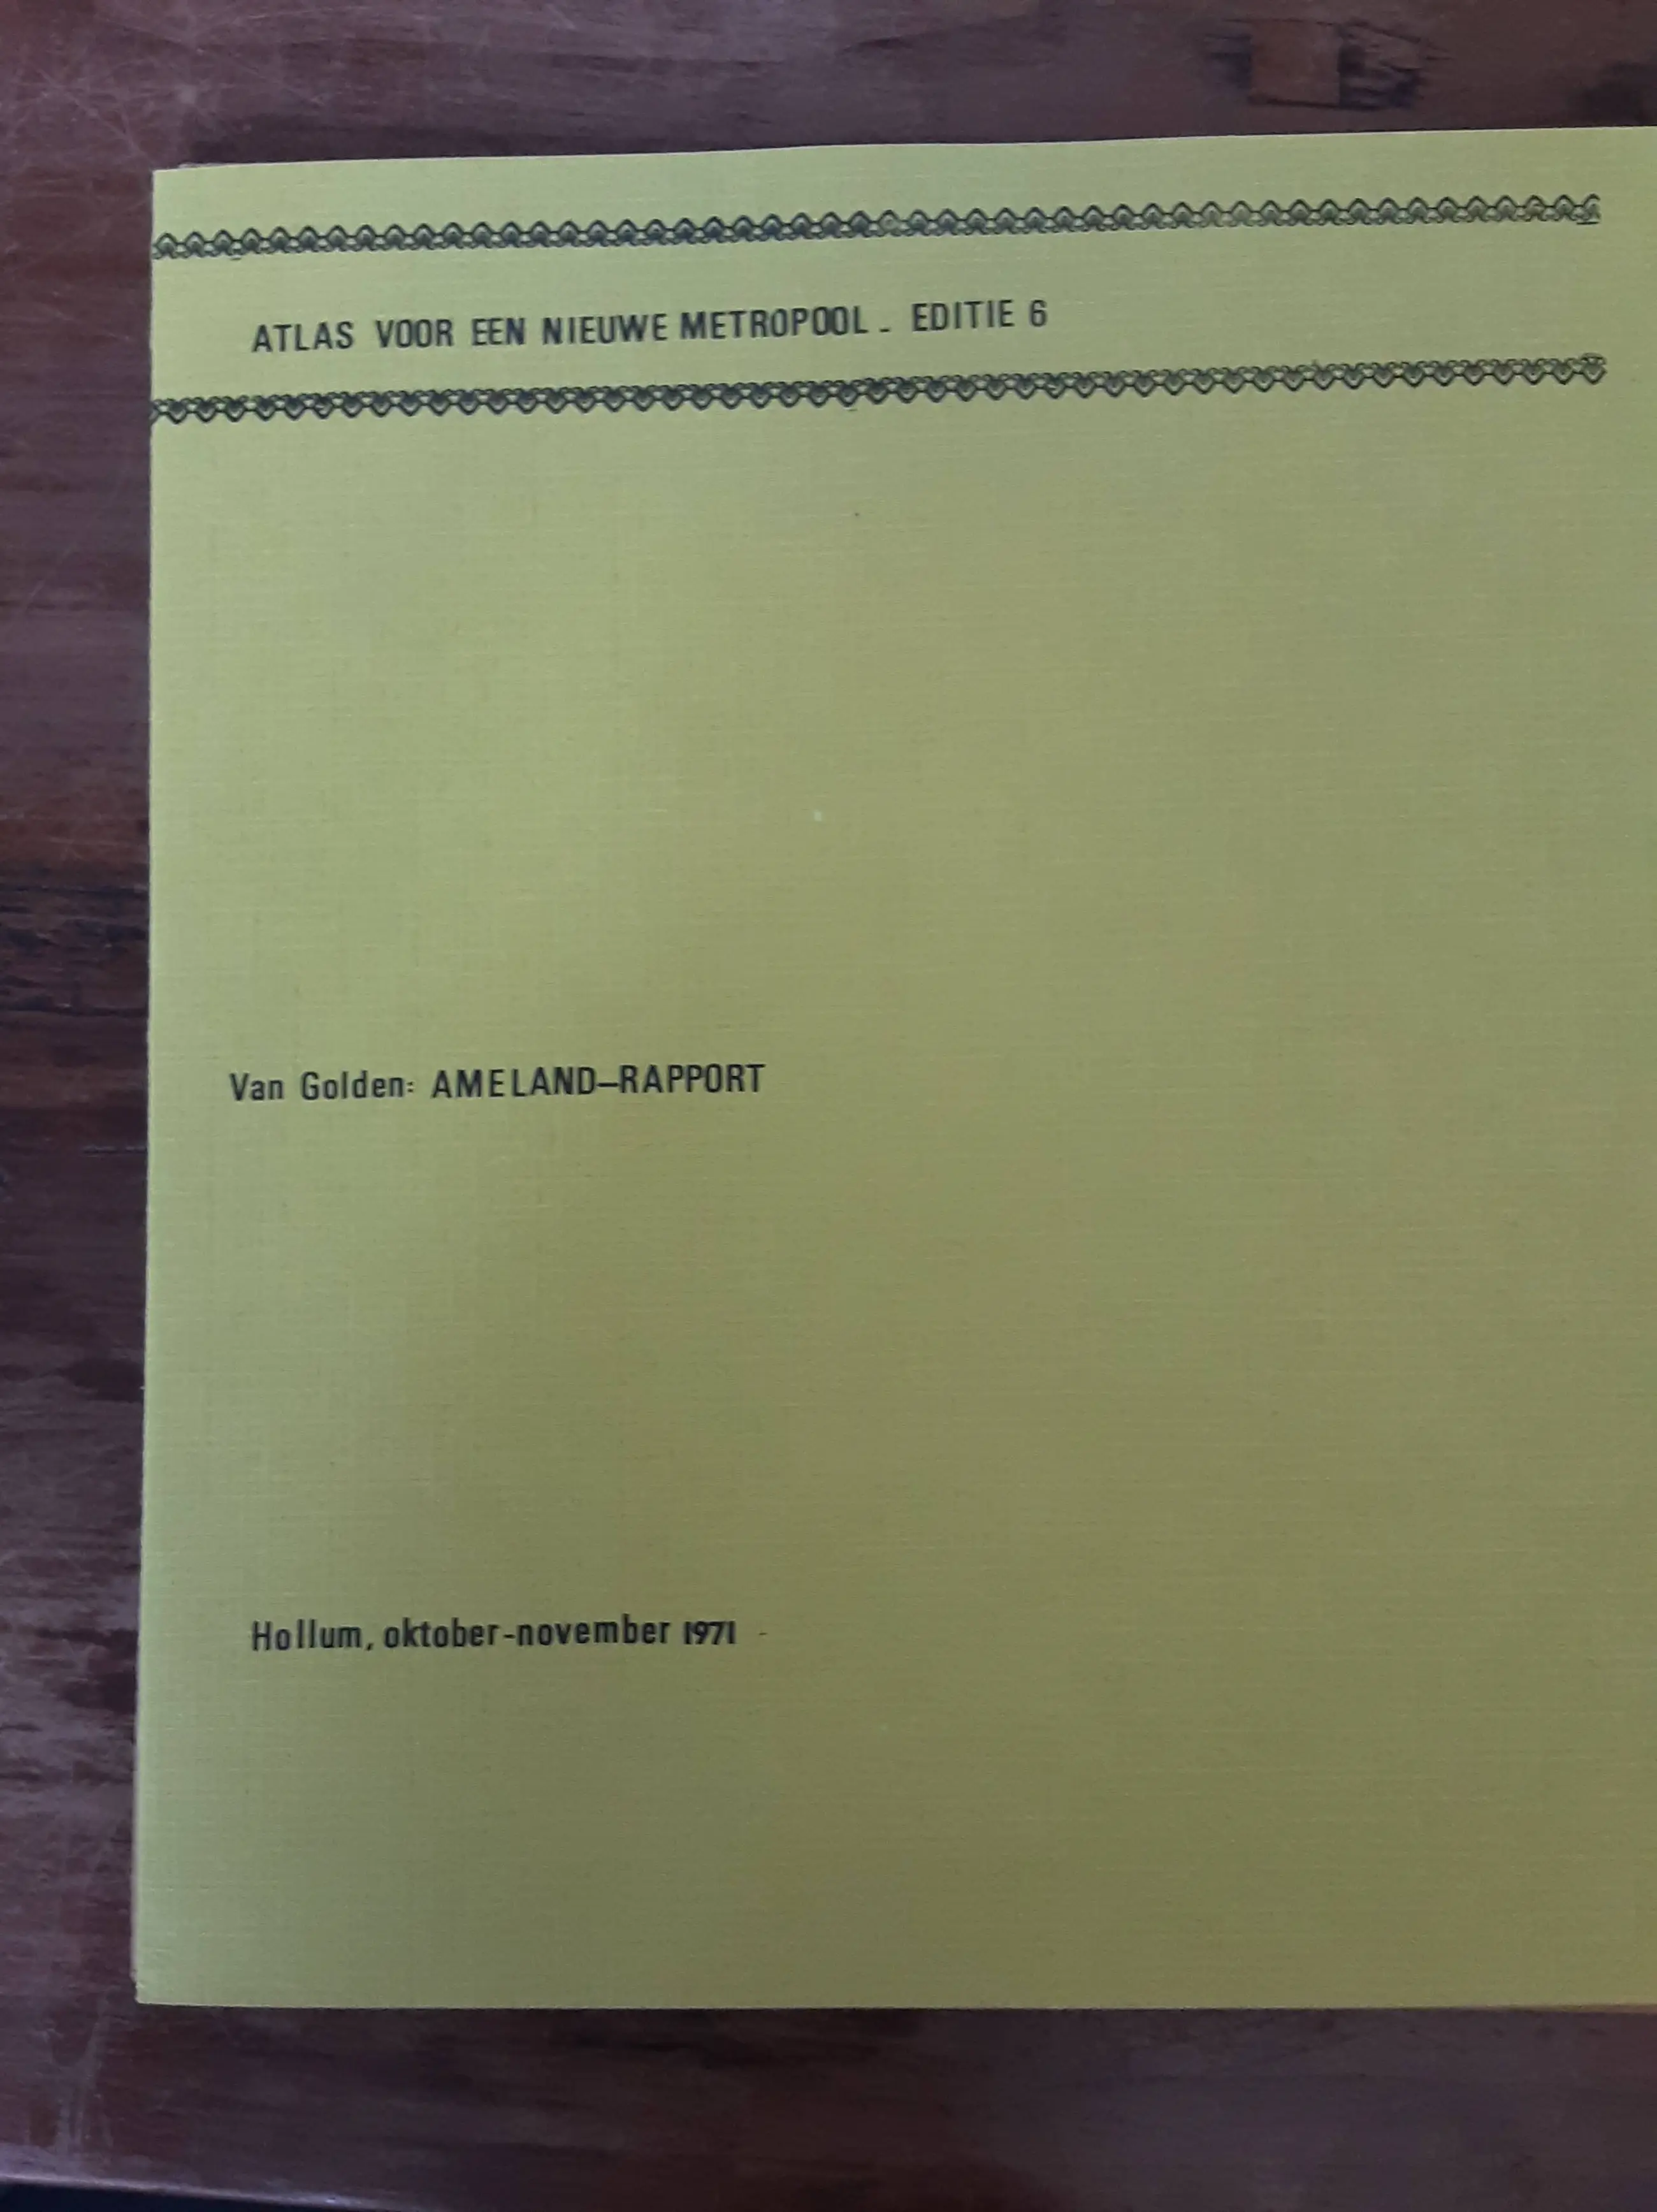 ATLAS VOOR EEN NIEUWE METROPOOL - EDITIE 6
Van Golden: AMELAND-RAPPORT
Hollum, oktober-november 1971